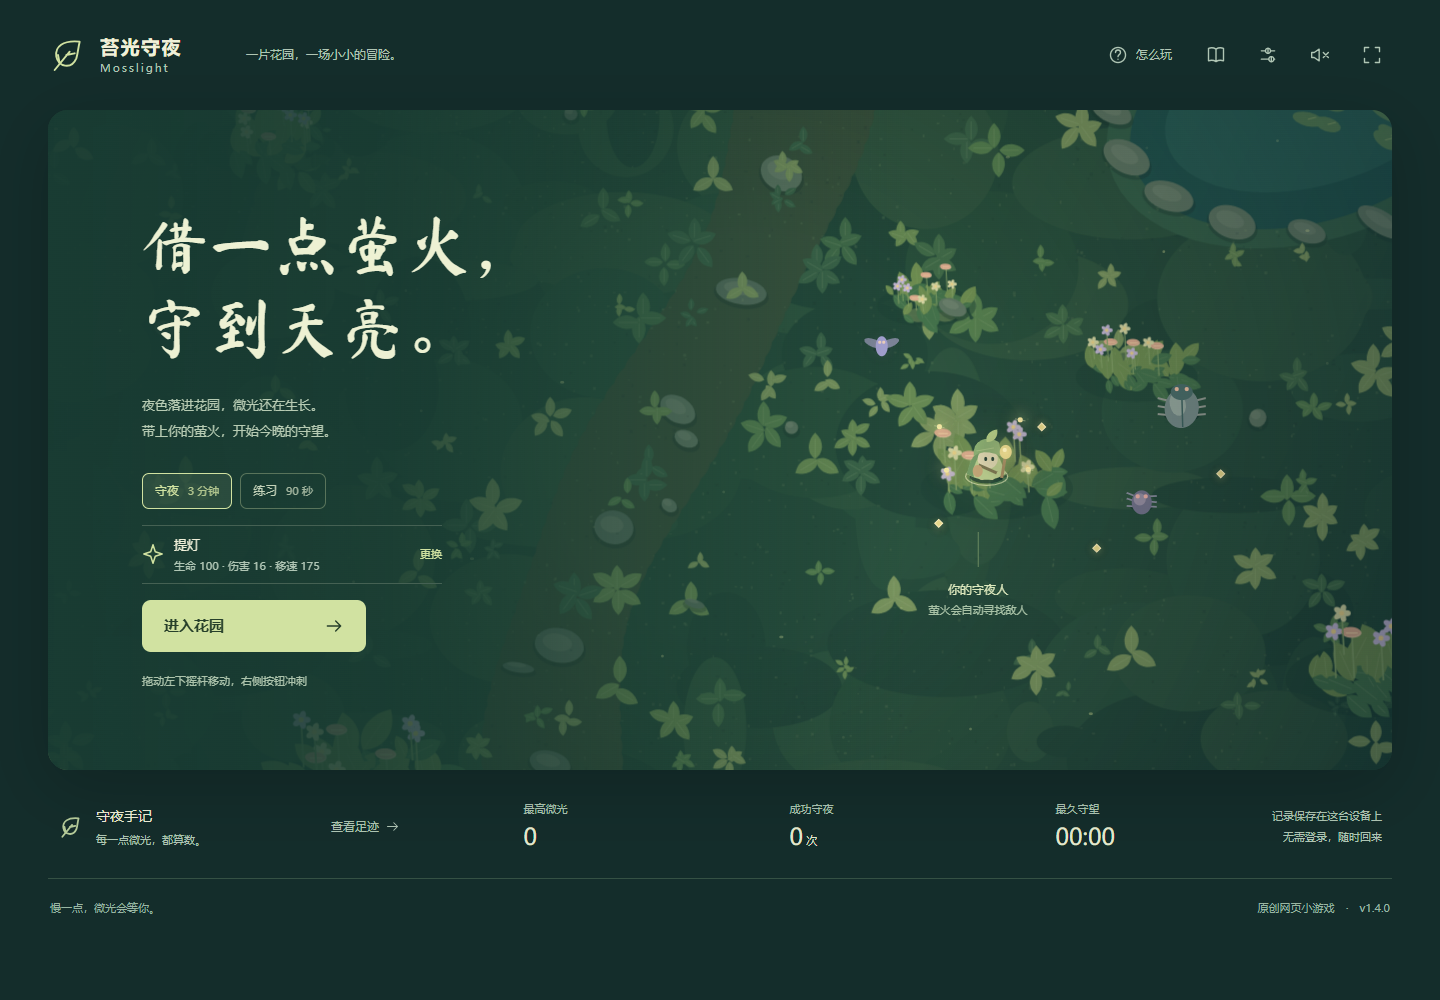 苔光守夜
Mosslight
一片花园，一场小小的冒险。
怎么玩
借一点萤火，
守到天亮。
夜色落进花园，微光还在生长。
带上你的萤火，开始今晚的守望。
守夜 3 分钟
练习 90 秒
提灯
生命 100 · 伤害 16 · 移速 175
更换
进入花园
拖动左下摇杆移动，右侧按钮冲刺
你的守夜人
萤火会自动寻找敌人
守夜手记
每一点微光，都算数。
查看足迹
最高微光
0
成功守夜
0 次
最久守望
00:00
记录保存在这台设备上
无需登录，随时回来
慢一点，微光会等你。
原创网页小游戏 · v1.4.0